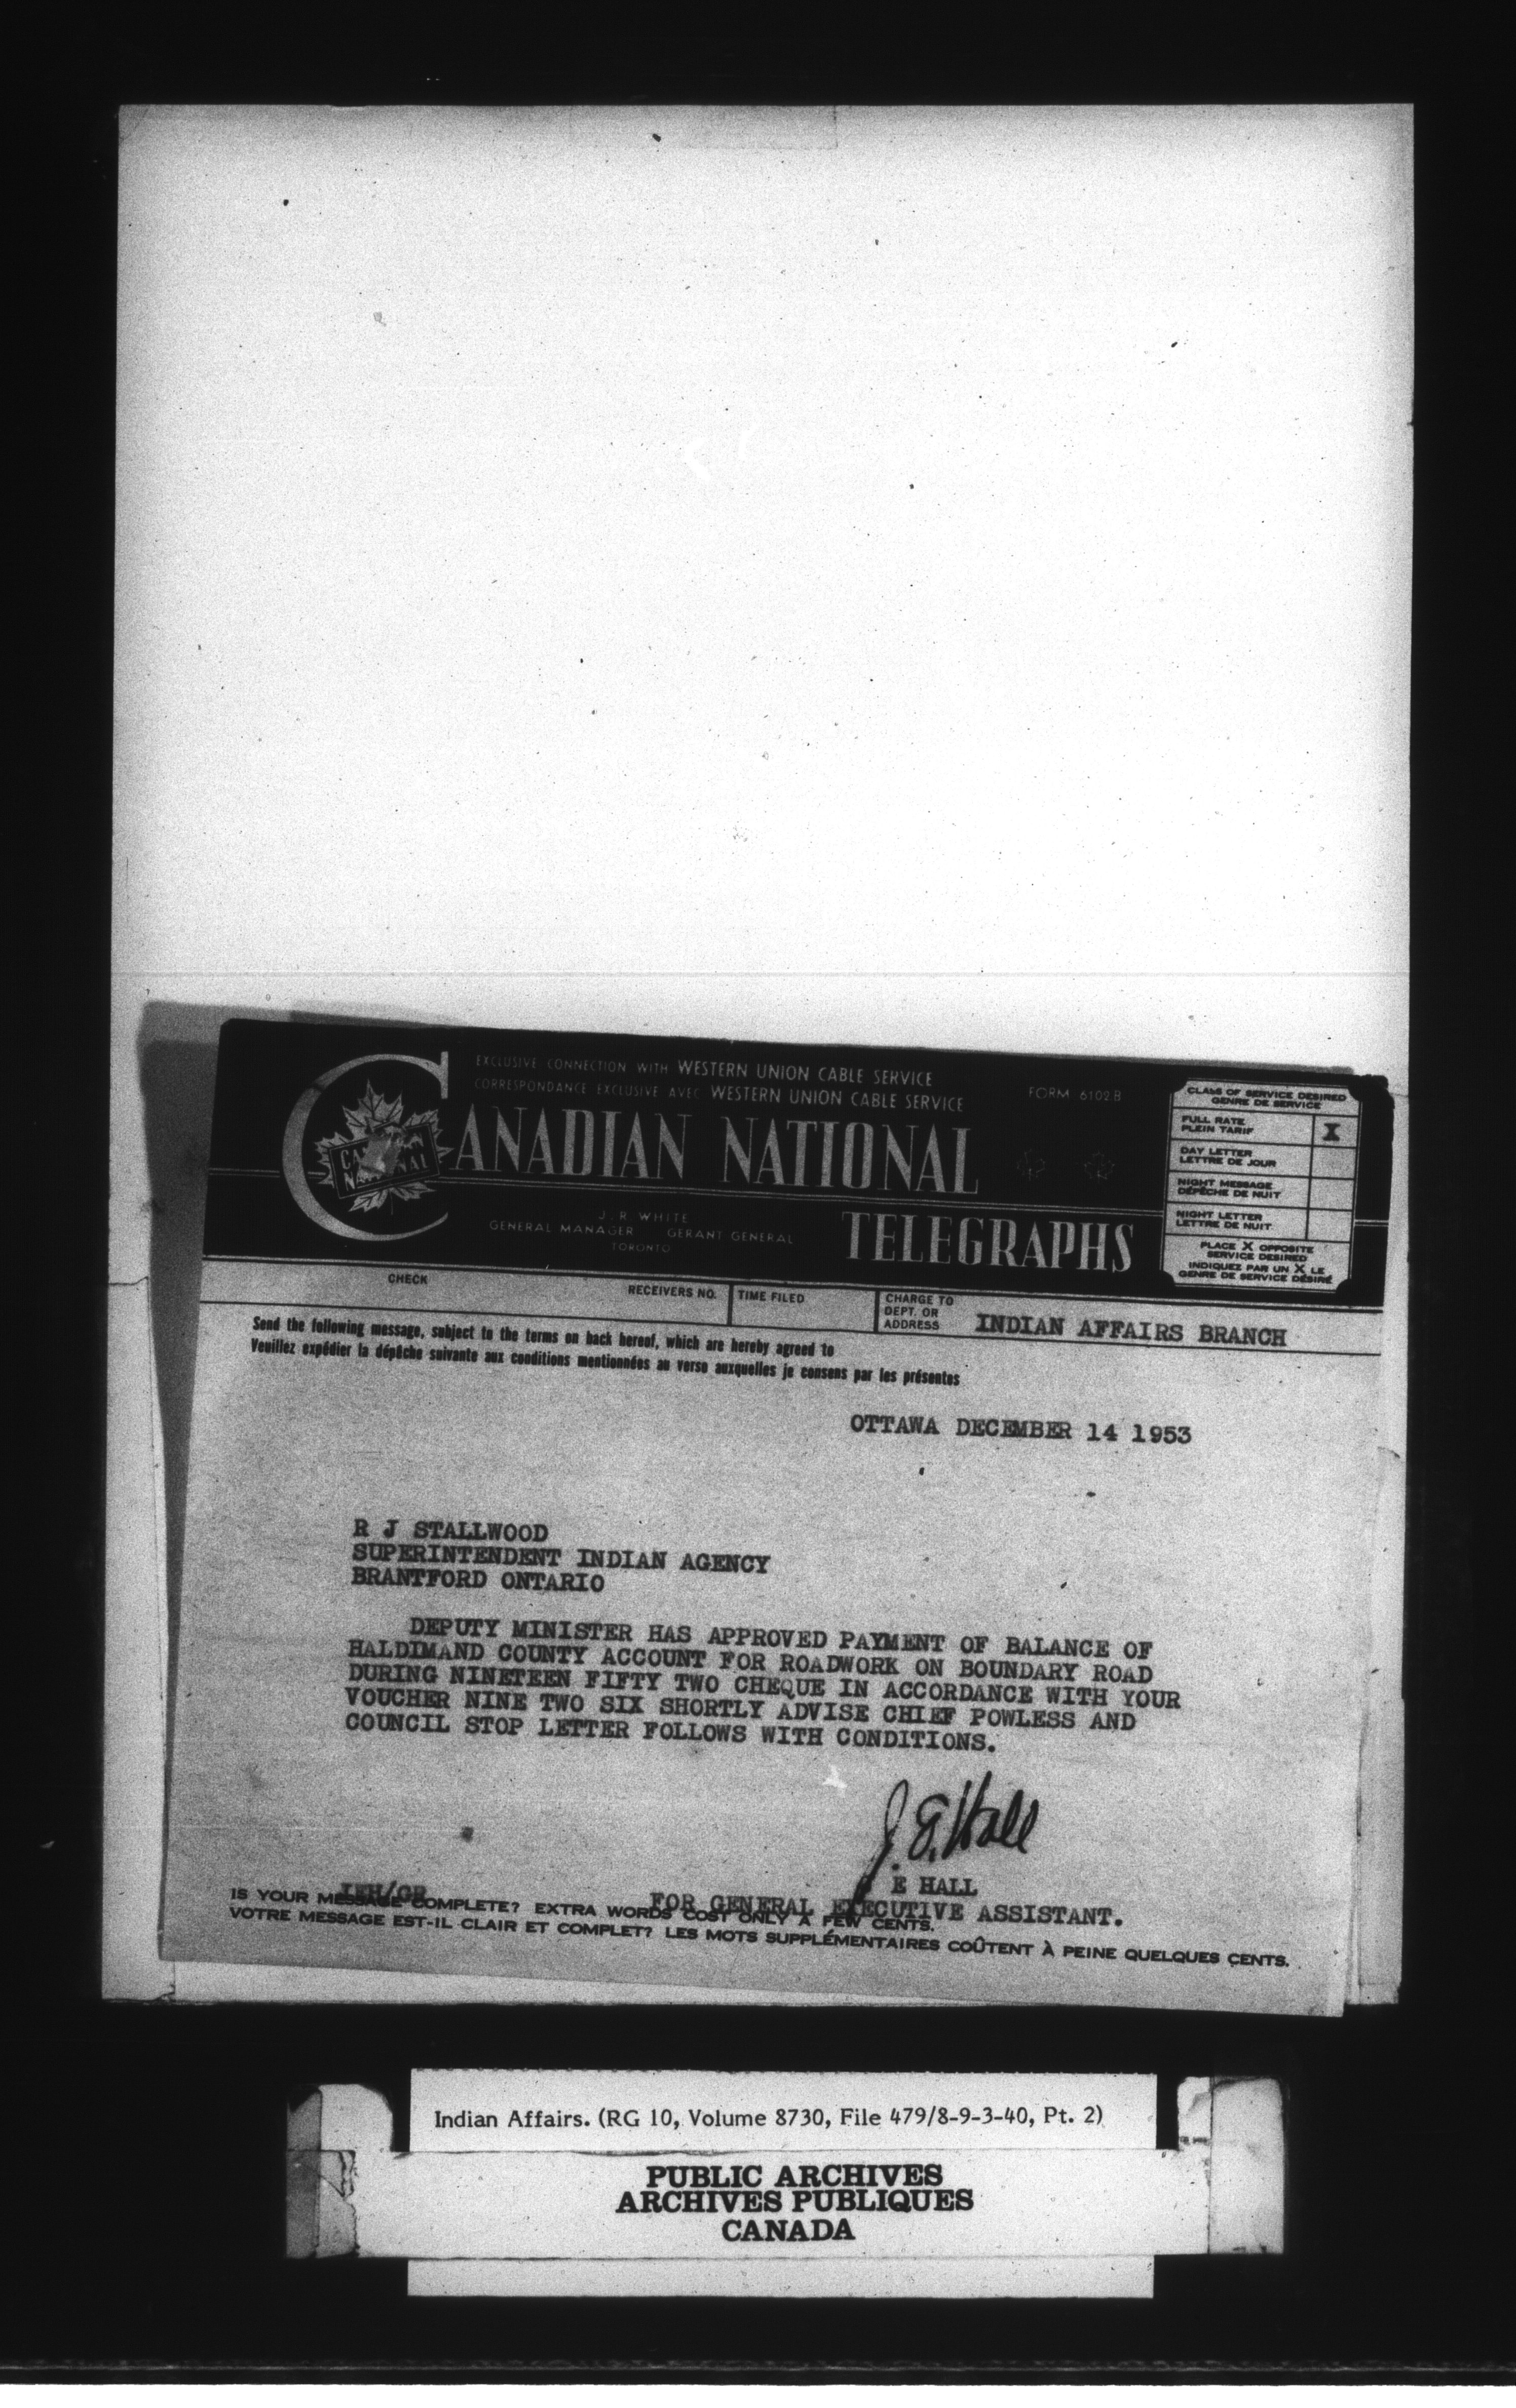 EXCLUSIVE CONNECTION WITH WESTERN UNION CABLE SERVICE
CORRESPONDANCE EXCLUSIVE AVEC WESTERN UNION CABLE SERVICE
FORM 6102B
CANADIAN NATIONAL
TELEGRAPHS
J. R. WHITE
GENERAL MANAGER GERANT GENERAL
TORONTO
CLASS OF SERVICE DESIRED
GENRE DE SERVICE
FULL RATE
PLEIN TARIF X
DAY LETTER
LETTRE DE JOUR
NIGHT MESSAGE
DÉPÊCHE DE NUIT
NIGHT LETTER
LETTRE DE NUIT
PLACE X OPPOSITE
SERVICE DESIRED
INDIQUEZ PAR UN X LE
GENRE DE SERVICE DÉSIRÉ
CHECK
RECEIVERS NO.
TIME FILED
CHARGE TO
DEPT. OR
ADDRESS
INDIAN AFFAIRS BRANCH
Send the following message, subject to the terms on back hereof, which are hereby agreed to
Veuillez expédier la dépêche suivante aux conditions mentionnées au verso auxquelles je consens par les présentes
OTTAWA DECEMBER 14 1953
R J STALLWOOD
SUPERINTENDENT INDIAN AGENCY
BRANTFORD ONTARIO
DEPUTY MINISTER HAS APPROVED PAYMENT OF BALANCE OF
HALDIMAND COUNTY ACCOUNT FOR ROADWORK ON BOUNDARY ROAD
DURING NINETEEN FIFTY TWO CHEQUE IN ACCORDANCE WITH YOUR
VOUCHER NINE TWO SIX SHORTLY ADVISE CHIEF POWLESS AND
COUNCIL STOP LETTER FOLLOWS WITH CONDITIONS.
J. E. Hall
E HALL
FOR GENERAL EXECUTIVE ASSISTANT.
IS YOUR MESSAGE COMPLETE? EXTRA WORDS COST ONLY A FEW CENTS.
VOTRE MESSAGE EST-IL CLAIR ET COMPLET? LES MOTS SUPPLÉMENTAIRES COÛTENT À PEINE QUELQUES CENTS.
Indian Affairs. (RG 10, Volume 8730, File 479/8-9-3-40, Pt. 2)
PUBLIC ARCHIVES
ARCHIVES PUBLIQUES
CANADA